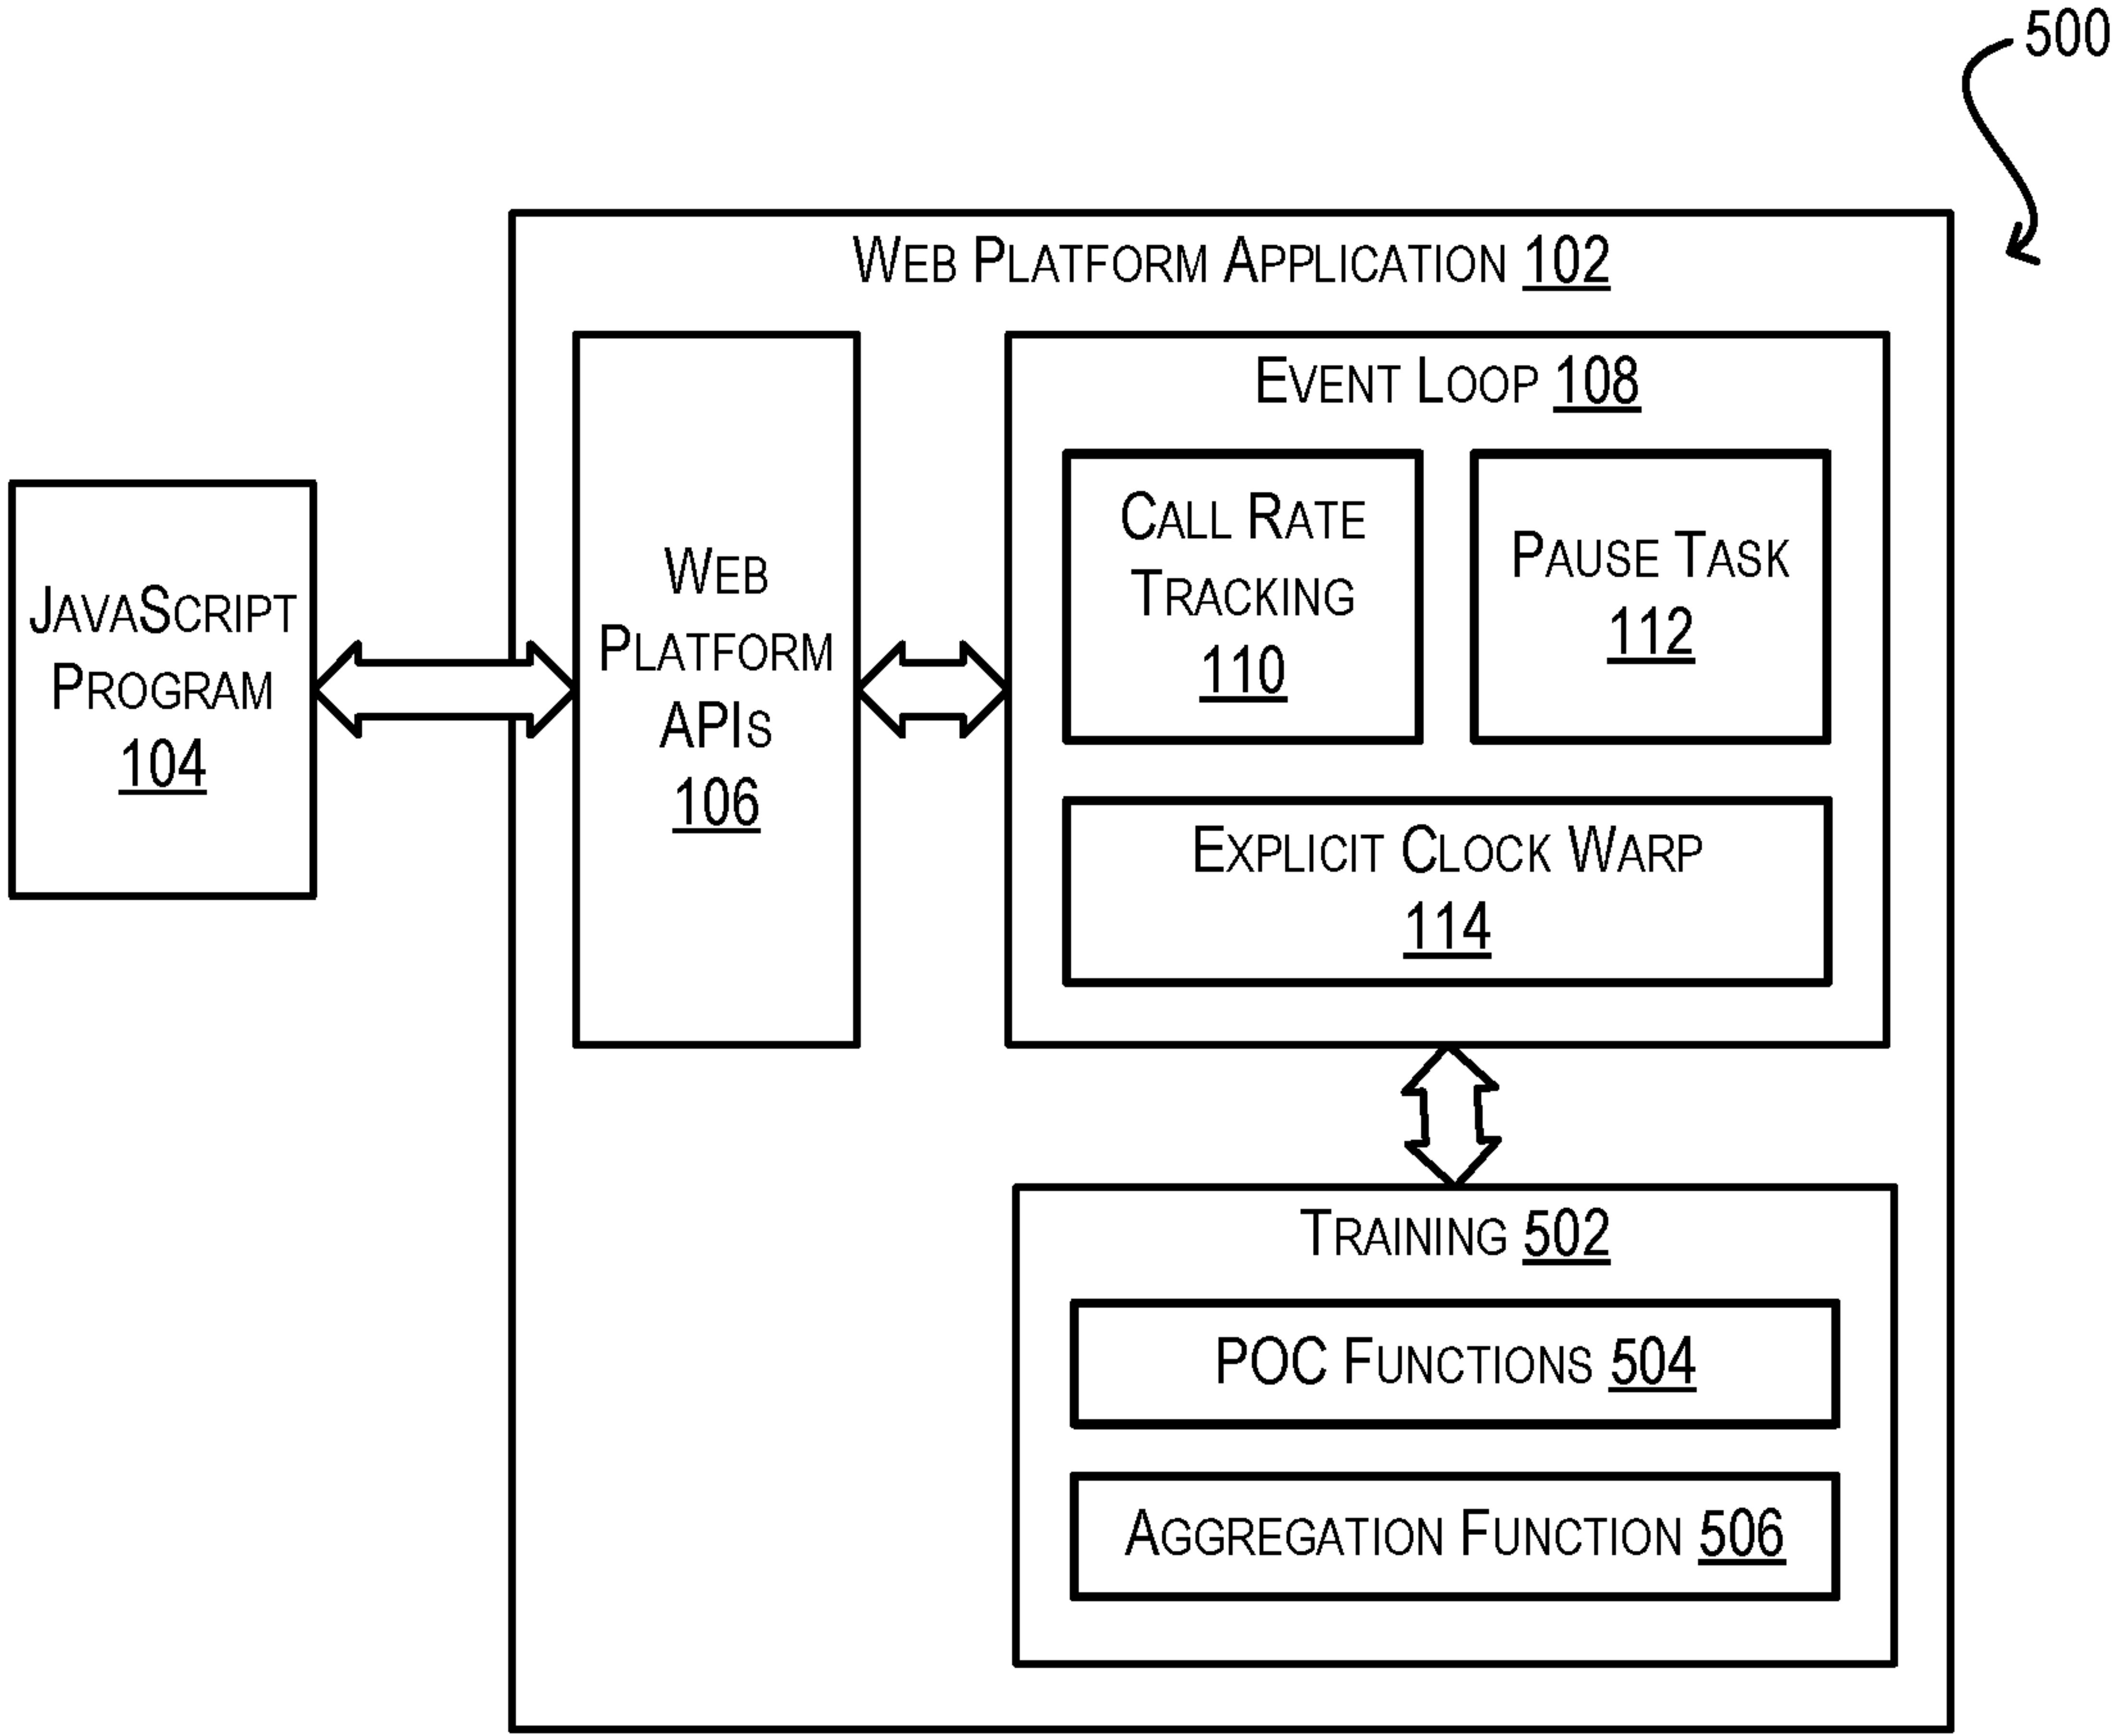 500
Web Platform Application 102
Event Loop 108
Call Rate
Tracking
110
Pause Task
112
JavaScript
Program
104
Web
Platform
APIs
106
Explicit Clock Warp
114
Training 502
POC Functions 504
Aggregation Function 506